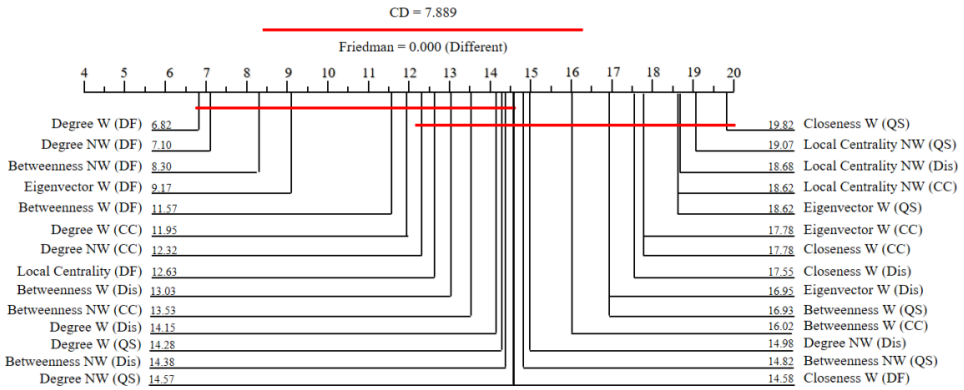 CD = 7.889
Friedman = 0.000 (Different)
4 5 6 7 8 9 10 11 12 13 14 15 16 17 18 19 20
Degree W (DF) 6.82 19.82 Closeness W (QS)
Degree NW (DF) 7.10 19.07 Local Centrality NW (QS)
Betweenness NW (DF) 8.30 18.68 Local Centrality NW (Dis)
Eigenvector W (DF) 9.17 18.62 Local Centrality NW (CC)
Betweenness W (DF) 11.57 18.62 Eigenvector W (QS)
Degree W (CC) 11.95 17.78 Eigenvector W (CC)
Degree NW (CC) 12.32 17.78 Closeness W (CC)
Local Centrality (DF) 12.63 17.55 Closeness W (Dis)
Betweenness W (Dis) 13.03 16.95 Eigenvector W (Dis)
Betweenness NW (CC) 13.53 16.93 Betweenness W (QS)
Degree W (Dis) 14.15 16.02 Betweenness W (CC)
Degree W (QS) 14.28 14.98 Degree NW (Dis)
Betweenness NW (Dis) 14.38 14.82 Betweenness NW (QS)
Degree NW (QS) 14.57 14.58 Closeness W (DF)